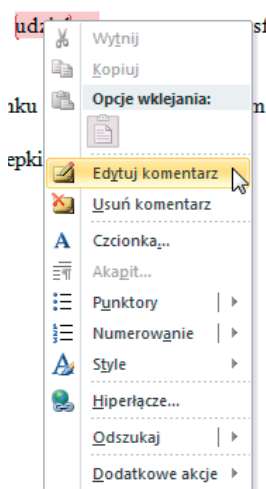 Wytnij
Kopiuj
Opcje wklejania:
Edytuj komentarz
Usuń komentarz
Czcionka...
Akapit...
Punktory
Numerowanie
Style
Hiperłącze...
Odszukaj
Dodatkowe akcje